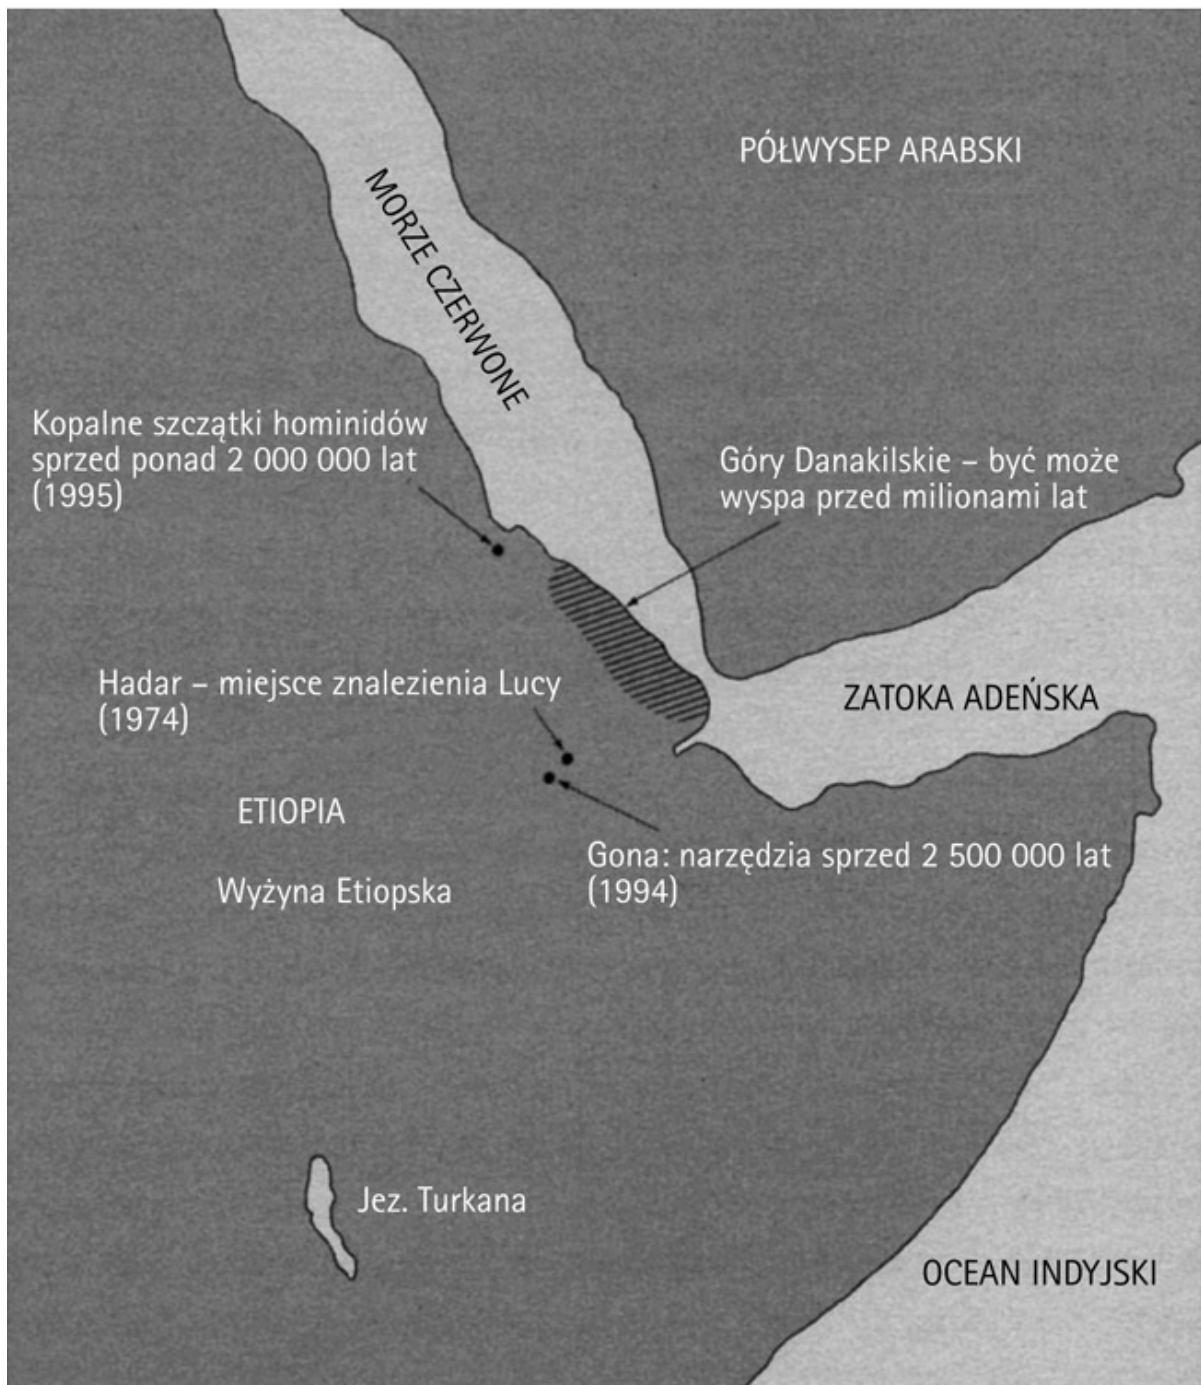 PÓŁWYSEP ARABSKI
MORZE CZERWONE
Kopalne szczątki hominidów
sprzed ponad 2 000 000 lat
(1995)
Góry Danakilskie – być może
wyspa przed milionami lat
Hadar – miejsce znalezienia Lucy
(1974)
ZATOKA ADEŃSKA
ETIOPIA
Gona: narzędzia sprzed 2 500 000 lat
(1994)
Wyżyna Etiopska
Jez. Turkana
OCEAN INDYJSKI